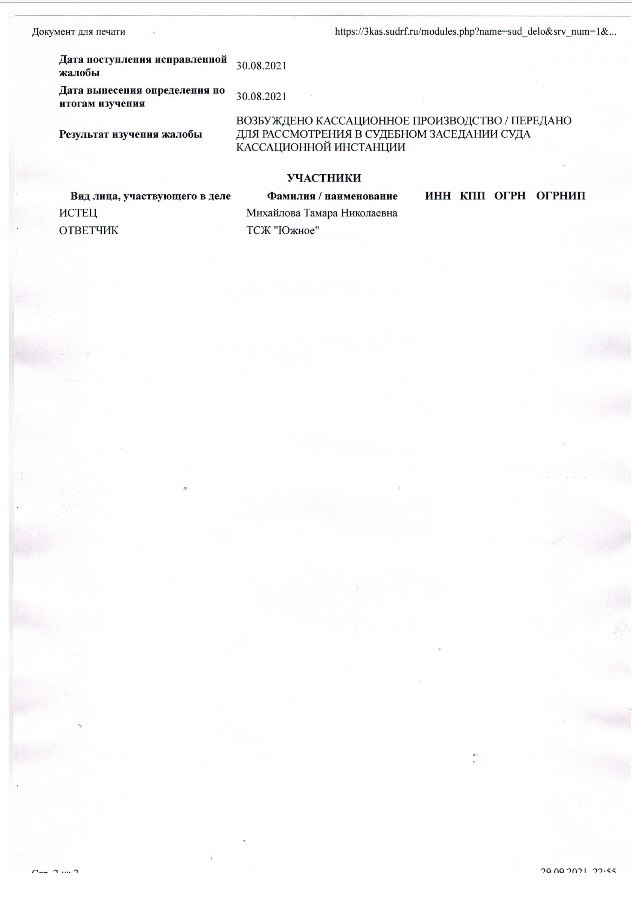 Документ для печати https://3kas.sudrf.ru/modules.php?name=sud_delo&srv_num=1&...
Дата поступления исправленной
жалобы
30.08.2021
Дата вынесения определения по
итогам изучения
30.08.2021
Результат изучения жалобы
ВОЗБУЖДЕНО КАССАЦИОННОЕ ПРОИЗВОДСТВО / ПЕРЕДАНО
ДЛЯ РАССМОТРЕНИЯ В СУДЕБНОМ ЗАСЕДАНИИ СУДА
КАССАЦИОННОЙ ИНСТАНЦИИ
УЧАСТНИКИ
Вид лица, участвующего в деле Фамилия / наименование ИНН КПП ОГРН ОГРНИП
ИСТЕЦ Михайлова Тамара Николаевна
ОТВЕТЧИК ТСЖ "Южное"
29.09.2021, 22:55